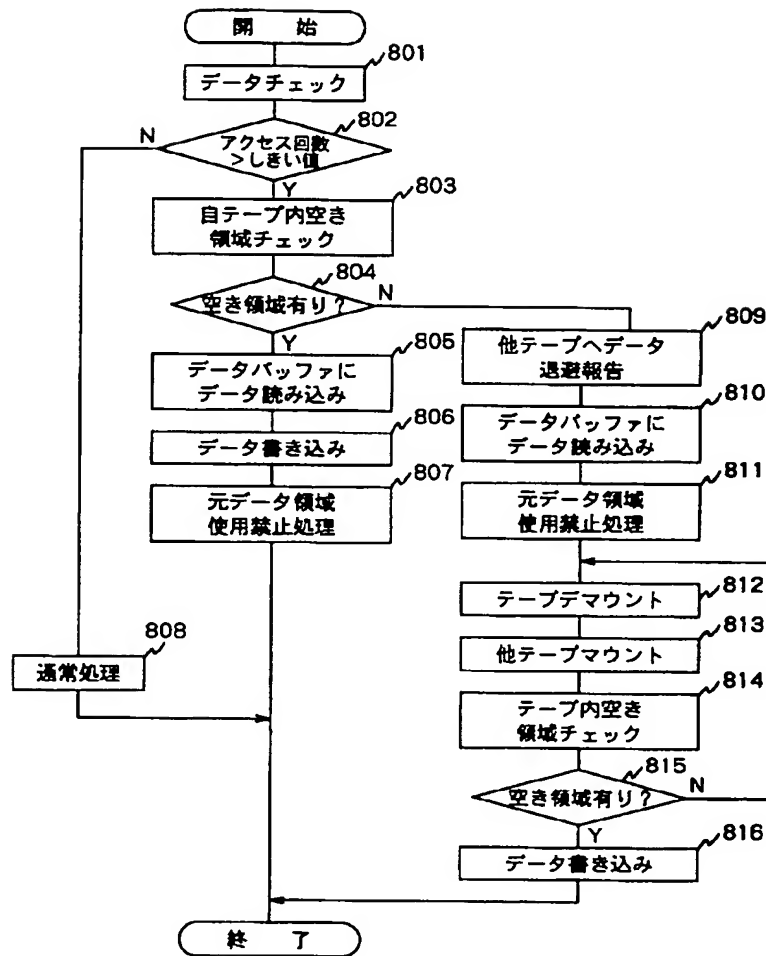 開 始
801
データチェック
802
N
アクセス回数
>しきい値
Y
803
自テープ内空き
領域チェック
804
空き領域有り?
N
Y
805
データバッファに
データ読み込み
806
データ書き込み
807
元データ領域
使用禁止処理
808
通常処理
809
他テープへデータ
退避報告
810
データバッファに
データ読み込み
811
元データ領域
使用禁止処理
812
テープデマウント
813
他テープマウント
814
テープ内空き
領域チェック
815
空き領域有り?
N
Y
816
データ書き込み
終 了